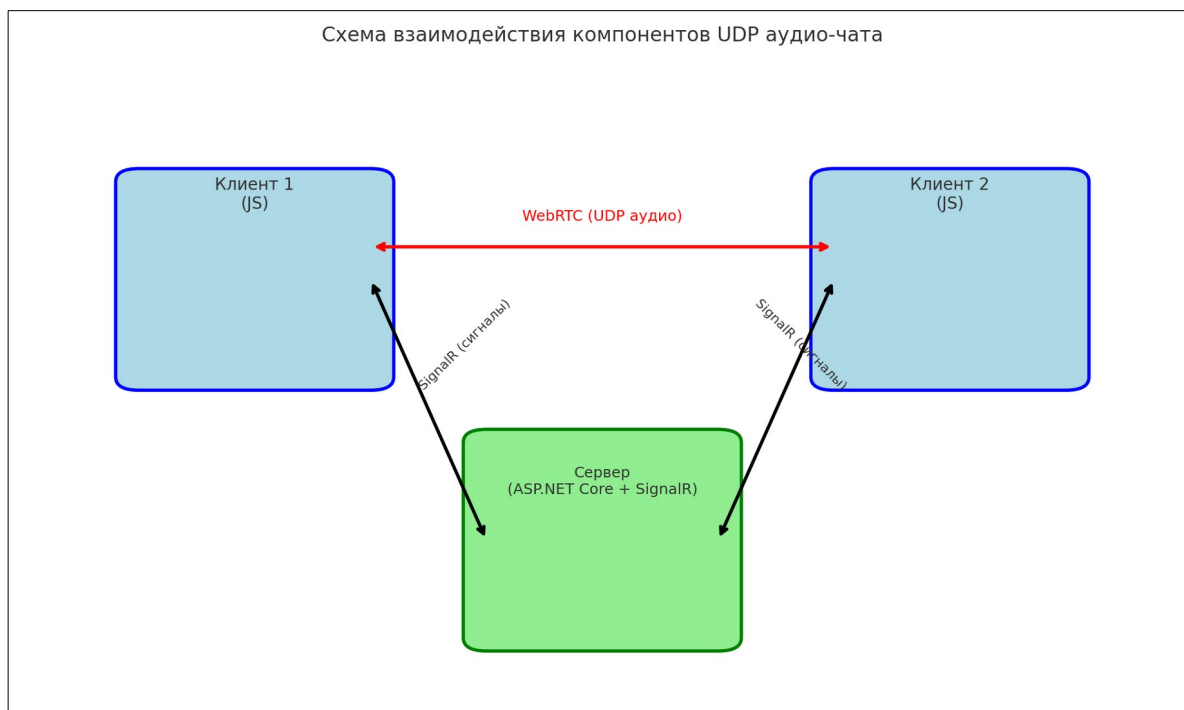 Схема взаимодействия компонентов UDP аудио-чата
Клиент 1
(JS)
Клиент 2
(JS)
WebRTC (UDP аудио)
SignalR (сигналы)
SignalR (сигналы)
Сервер
(ASP.NET Core + SignalR)